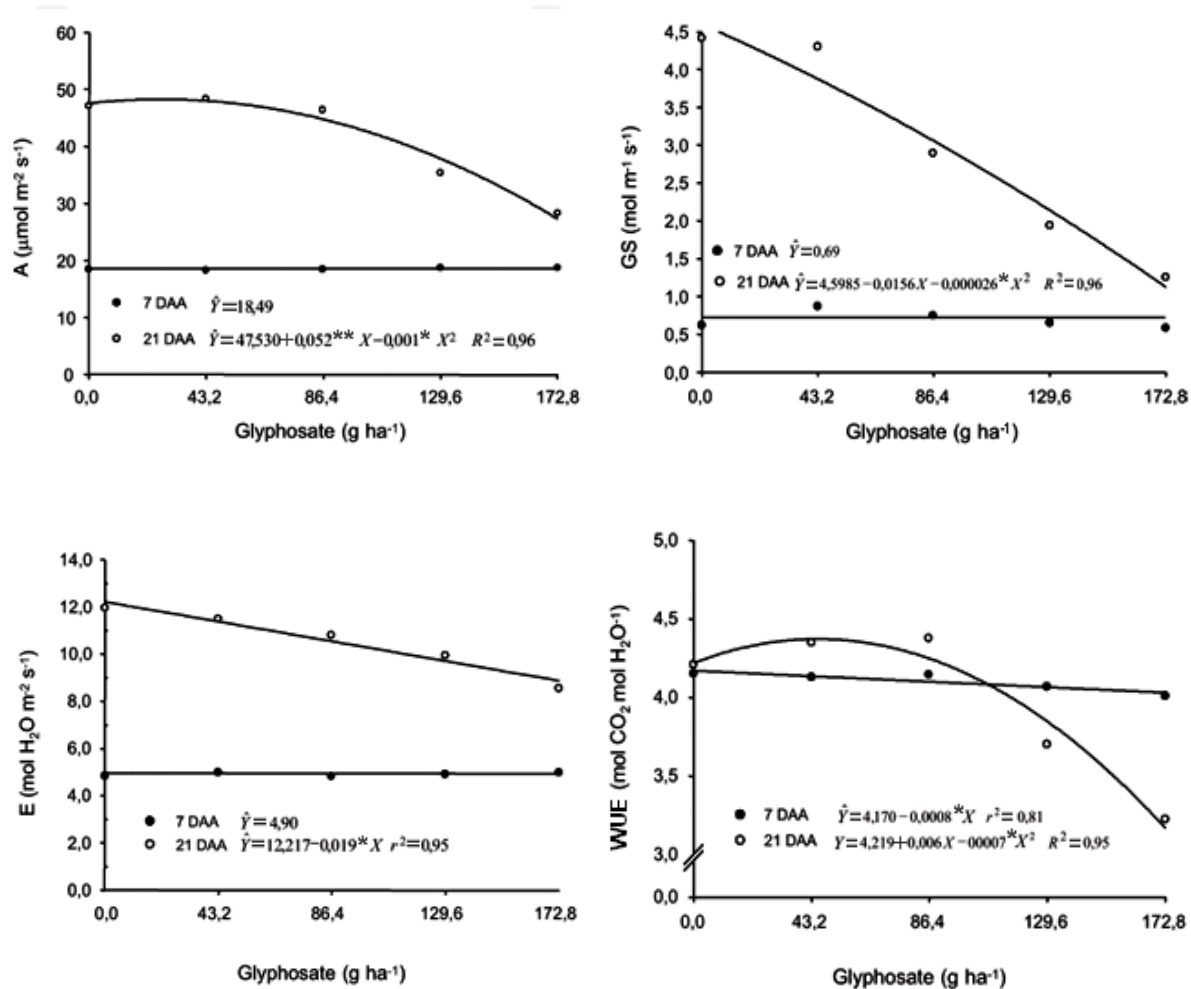 60
50
40
30
20
10
0
A (µmol m⁻² s⁻¹)
● 7 DAA Ŷ=18,49
○ 21 DAA Ŷ=47,530+0,052** X−0,001* X² R²=0,96
0,0 43,2 86,4 129,6 172,8
Glyphosate (g ha⁻¹)
4,5
4,0
3,5
3,0
2,5
2,0
1,5
1,0
0,5
0,0
GS (mol m⁻¹ s⁻¹)
● 7 DAA Ŷ=0,69
○ 21 DAA Ŷ=4,5985−0,0156X−0,000026*X² R²=0,96
0,0 43,2 86,4 129,6 172,8
Glyphosate (g ha⁻¹)
14,0
12,0
10,0
8,0
6,0
4,0
2,0
0,0
E (mol H₂O m⁻² s⁻¹)
● 7 DAA Ŷ=4,90
○ 21 DAA Ŷ=12,217−0,019* X r²=0,95
0,0 43,2 86,4 129,6 172,8
Glyphosate (g ha⁻¹)
5,0
4,5
4,0
3,5
3,0
0,0
WUE (mol CO₂ mol H₂O⁻¹)
● 7 DAA Ŷ=4,170−0,0008*X r²=0,81
○ 21 DAA Y=4,219+0,006X−00007*X² R²=0,95
0,0 43,2 86,4 129,6 172,8
Glyphosate (g ha⁻¹)